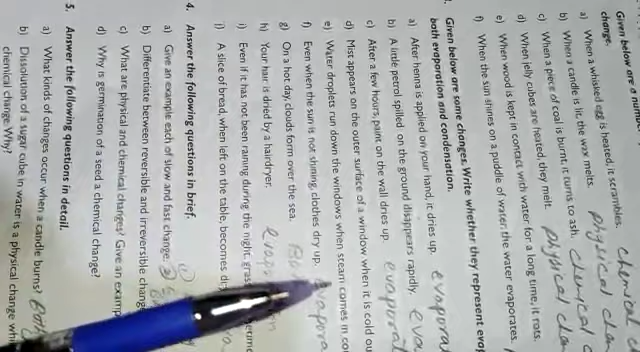 Given below are a
change.
a) When a whisked egg is heated, it scrambles. chemical
b) When a candle is lit, the wax melts. physical
c) When a piece of coal is burnt, it turns to ash. chemical
d) When jelly cubes are heated, they melt. physical
e) When wood is kept in contact with water for a long time, it rots.
f) When the sun shines on a puddle of water, the water evaporates.
Given below are some changes. Write whether they represent
both evaporation and condensation.
a) After henna is applied on your hand, it dries up.
b) A little petrol spilled on the ground disappears rapidly.
c) After a few hours, paint on the wall dries up.
d) Mist appears on the outer surface of a window when it is cold
e) Water droplets run down the windows when steam comes in
f) Even when the sun is not shining, clothes dry up.
g) On a hot day, clouds form over the sea.
h) Your hair is dried by a hairdryer.
i) Even if it has not been raining during the night,
j) A slice of bread, when left on the table, becomes
4. Answer the following questions in brief.
a) Give an example each of slow and fast change.
b) Differentiate between reversible and irreversible
c) What are physical and chemical changes? Give an
d) Why is germination of a seed a chemical change?
5. Answer the following questions in detail.
a) What kinds of changes occur when a candle burns?
b) Dissolution of a sugar cube in water is a physical change
chemical change. Why?